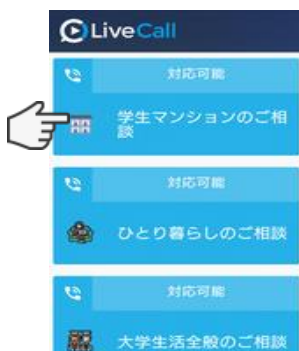 LiveCall
対応可能
学生マンションのご相
談
対応可能
ひとり暮らしのご相談
対応可能
大学生活全般のご相談